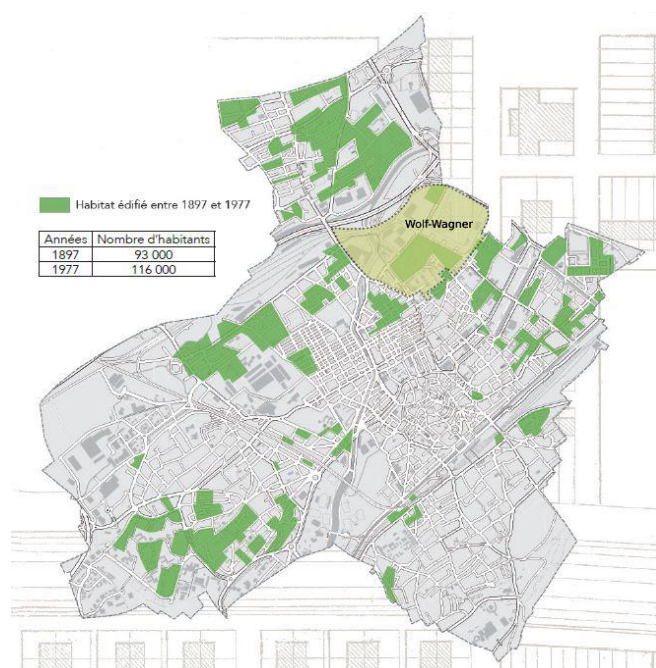 Wolf-Wagner
Habitat édifié entre 1897 et 1977
Années Nombre d'habitants
1897 93 000
1977 116 000